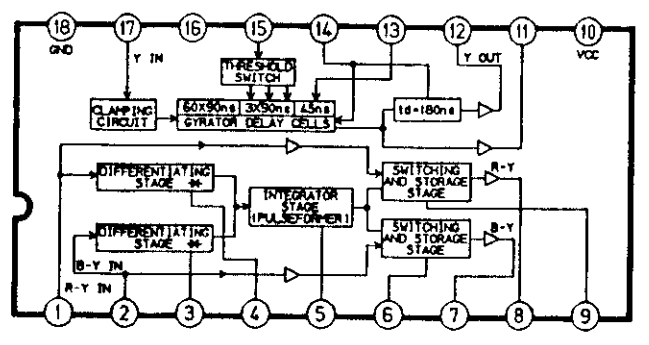 18 17 16 15 14 13 12 11 10
GND
Y IN
Y OUT
VCC
THRESHOLD
SWITCH
CLAMPING
CIRCUIT
60X90ns 3X90ns 45ns
GYRATOR DELAY CELLS
td=180ns
DIFFERENTIATING
STAGE
SWITCHING
AND STORAGE
STAGE
R-Y
INTEGRATOR
STAGE
(PULSEFORMER)
DIFFERENTIATING
STAGE
SWITCHING
AND STORAGE
STAGE
B-Y
B-Y IN
R-Y IN
1 2 3 4 5 6 7 8 9